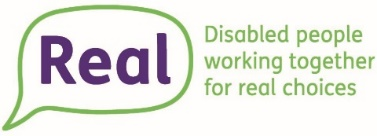 Real
Disabled people
working together
for real choices